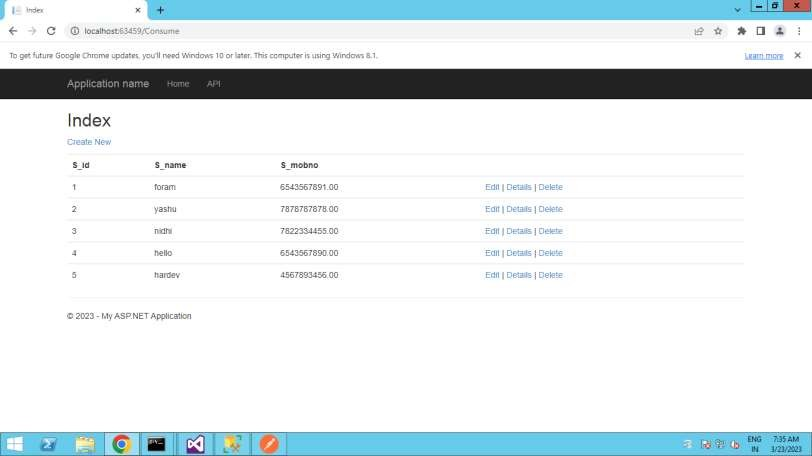 Index
localhost:63459/Consume
To get future Google Chrome updates, you'll need Windows 10 or later. This computer is using Windows 8.1. Learn more
Application name Home API
Index
Create New
S_id S_name S_mobno
1 foram 6543567891.00 Edit | Details | Delete
2 yashu 7878787878.00 Edit | Details | Delete
3 nidhi 7822334455.00 Edit | Details | Delete
4 hello 6543567890.00 Edit | Details | Delete
5 hardev 4567893456.00 Edit | Details | Delete
© 2023 - My ASP.NET Application
ENG 7:35 AM
IN 3/23/2023